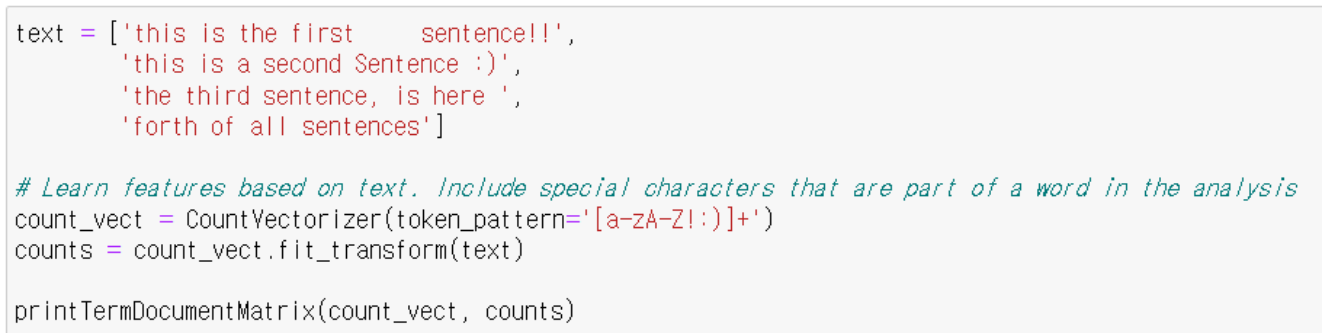 text = ['this is the first     sentence!!',
        'this is a second Sentence :)',
        'the third sentence, is here ',
        'forth of all sentences']

# Learn features based on text. Include special characters that are part of a word in the analysis
count_vect = CountVectorizer(token_pattern='[a-zA-Z!:)]+')
counts = count_vect.fit_transform(text)

printTermDocumentMatrix(count_vect, counts)